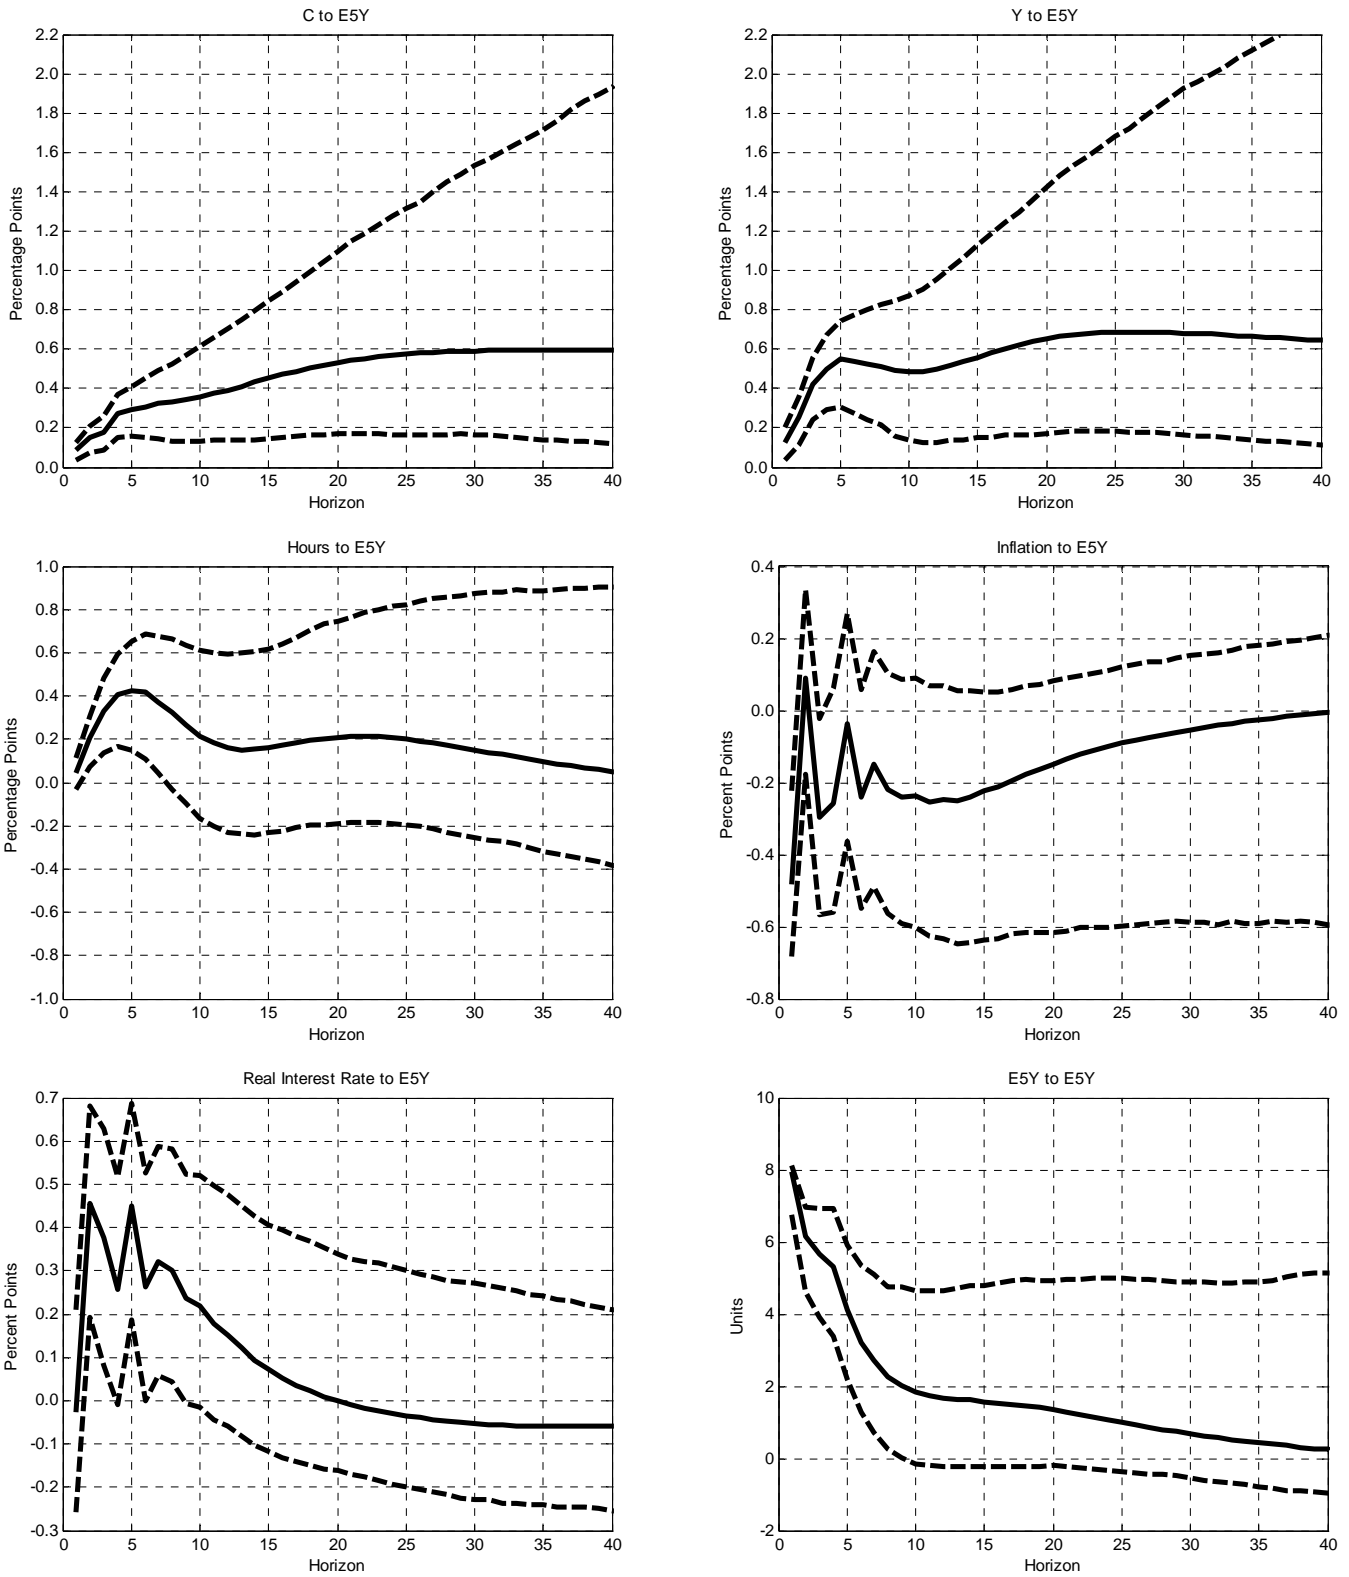 C to E5Y
2.2
2.0
1.8
1.6
1.4
1.2
1.0
0.8
0.6
0.4
0.2
0.0
Percentage Points
0 5 10 15 20 25 30 35 40
Horizon
Y to E5Y
2.2
2.0
1.8
1.6
1.4
1.2
1.0
0.8
0.6
0.4
0.2
0.0
Percentage Points
0 5 10 15 20 25 30 35 40
Horizon
Hours to E5Y
1.0
0.8
0.6
0.4
0.2
0.0
-0.2
-0.4
-0.6
-0.8
-1.0
Percentage Points
0 5 10 15 20 25 30 35 40
Horizon
Inflation to E5Y
0.4
0.2
0.0
-0.2
-0.4
-0.6
-0.8
Percent Points
0 5 10 15 20 25 30 35 40
Horizon
Real Interest Rate to E5Y
0.7
0.6
0.5
0.4
0.3
0.2
0.1
0.0
-0.1
-0.2
-0.3
Percent Points
0 5 10 15 20 25 30 35 40
Horizon
E5Y to E5Y
10
8
6
4
2
0
-2
Units
0 5 10 15 20 25 30 35 40
Horizon